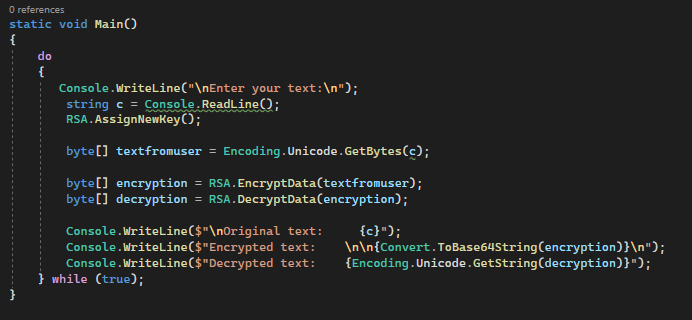 0 references
static void Main()
{
do
{
Console.WriteLine("\nEnter your text:\n");
string c = Console.ReadLine();
RSA.AssignNewKey();
byte[] textfromuser = Encoding.Unicode.GetBytes(c);
byte[] encryption = RSA.EncryptData(textfromuser);
byte[] decryption = RSA.DecryptData(encryption);
Console.WriteLine($"\nOriginal text:     {c}");
Console.WriteLine($"Encrypted text:    \n\n{Convert.ToBase64String(encryption)}\n");
Console.WriteLine($"Decrypted text:    {Encoding.Unicode.GetString(decryption)}");
} while (true);
}